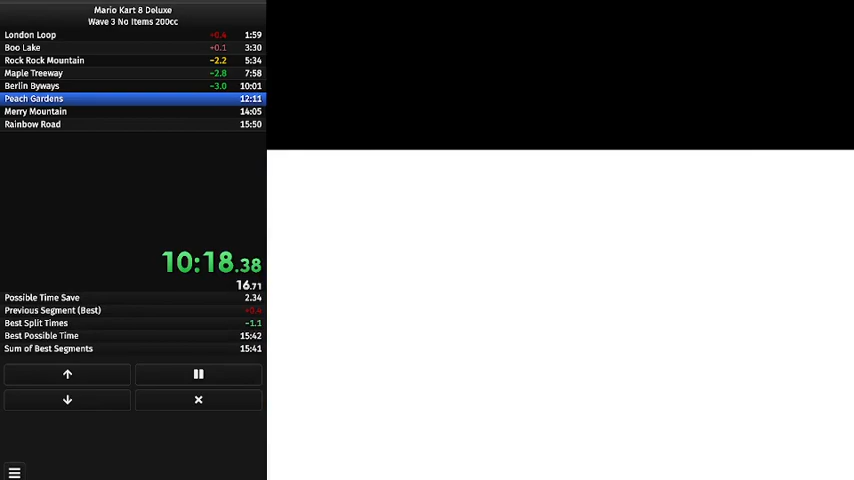 Mario Kart 8 Deluxe
Wave 3 No Items 200cc
London Loop +0.4 1:59
Boo Lake +0.1 3:30
Rock Rock Mountain −2.2 5:34
Maple Treeway −2.8 7:58
Berlin Byways −3.0 10:01
Peach Gardens 12:11
Merry Mountain 14:05
Rainbow Road 15:50
10:18.38
16.71
Possible Time Save 2.34
Previous Segment (Best) +0.4
Best Split Times −1.1
Best Possible Time 15:42
Sum of Best Segments 15:41